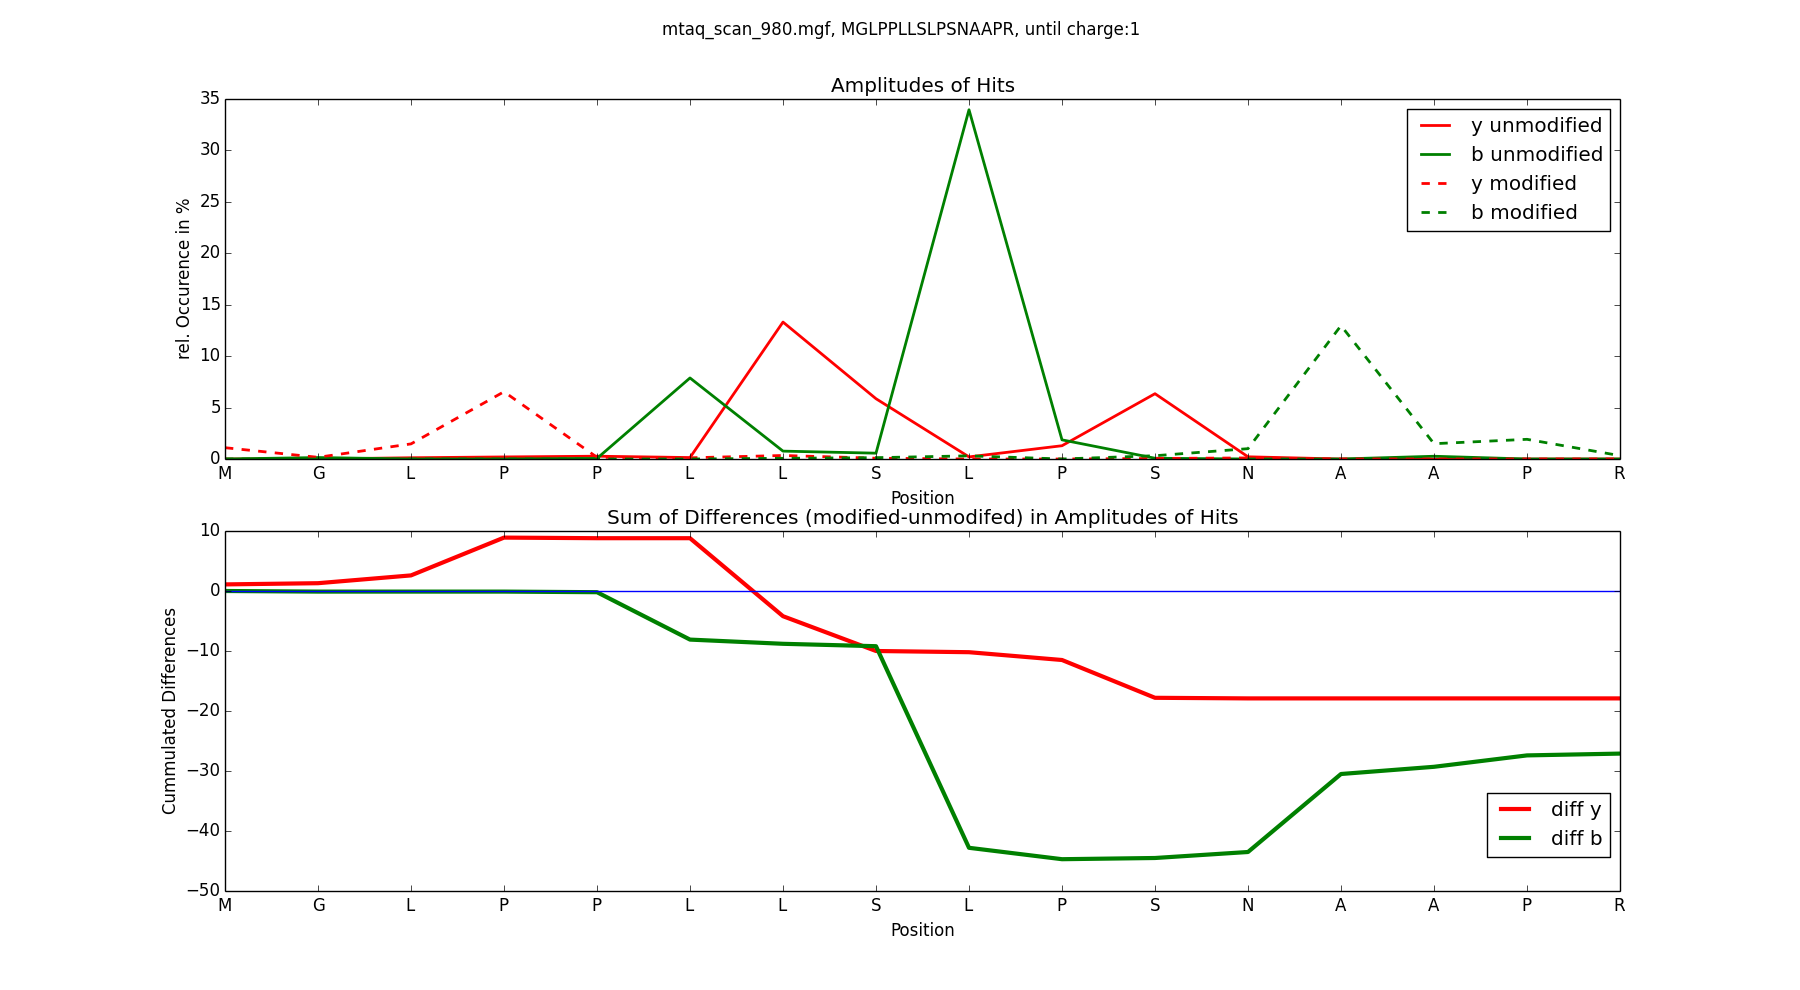 mtaq_scan_980.mgf, MGLPPLLSLPSNAAPR, until charge:1
Amplitudes of Hits
35
30
25
20
15
10
5
0
rel. Occurence in %
y unmodified
b unmodified
y modified
b modified
M G L P P L L S L P S N A A P R
Position
Sum of Differences (modified-unmodifed) in Amplitudes of Hits
10
0
−10
−20
−30
−40
−50
Cummulated Differences
diff y
diff b
M G L P P L L S L P S N A A P R
Position